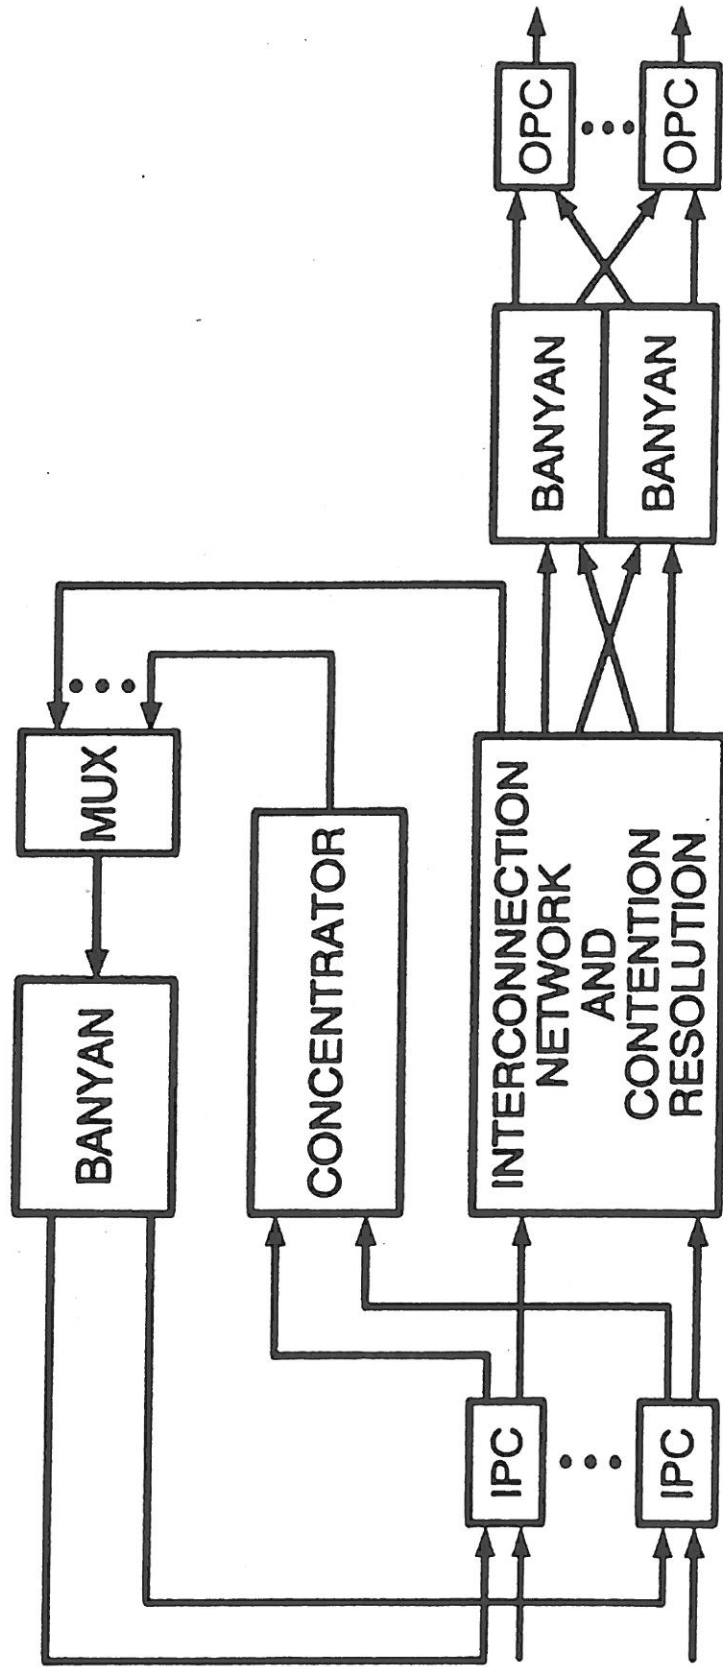 BANYAN
MUX
CONCENTRATOR
IPC
IPC
INTERCONNECTION
NETWORK
AND
CONTENTION
RESOLUTION
BANYAN
BANYAN
OPC
OPC